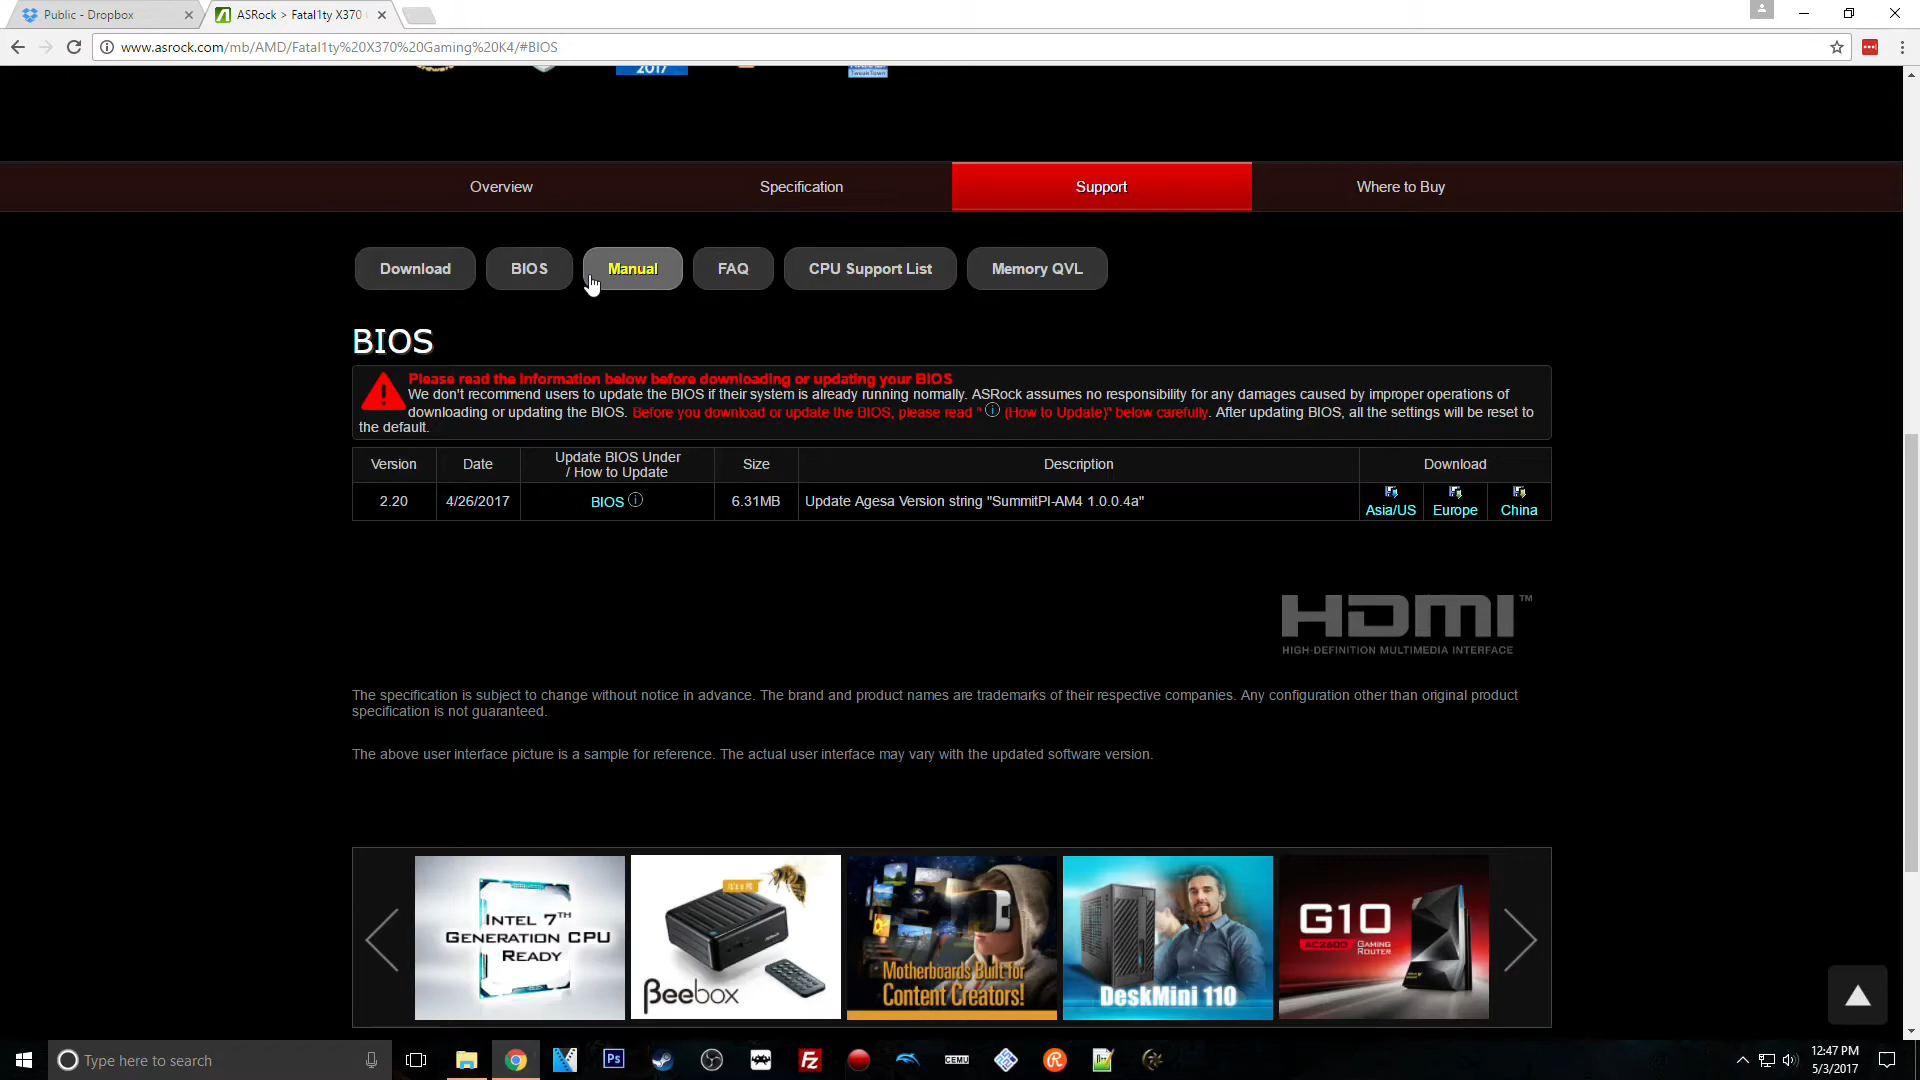 Public - Dropbox
ASRock > Fatal1ty X370
www.asrock.com/mb/AMD/Fatal1ty%20X370%20Gaming%20K4/#BIOS
2017
TweakTown
Overview
Specification
Support
Where to Buy
Download
BIOS
Manual
FAQ
CPU Support List
Memory QVL
BIOS
Please read the information below before downloading or updating your BIOS
We don't recommend users to update the BIOS if their system is already running normally. ASRock assumes no responsibility for any damages caused by improper operations of
downloading or updating the BIOS. Before you download or update the BIOS, please read " (How to Update)" below carefully. After updating BIOS, all the settings will be reset to
the default.
Version
Date
Update BIOS Under
/ How to Update
Size
Description
Download
2.20
4/26/2017
BIOS
6.31MB
Update Agesa Version string "SummitPI-AM4 1.0.0.4a"
Asia/US
Europe
China
HDMI™
HIGH-DEFINITION MULTIMEDIA INTERFACE
The specification is subject to change without notice in advance. The brand and product names are trademarks of their respective companies. Any configuration other than original product
specification is not guaranteed.
The above user interface picture is a sample for reference. The actual user interface may vary with the updated software version.
INTEL 7TH
GENERATION CPU
READY
It's a PC
Beebox
Motherboards Built for
Content Creators!
DeskMini 110
G10
AC2600 GAMING
ROUTER
Type here to search
Ps
Fz
CEMU
12:47 PM
5/3/2017